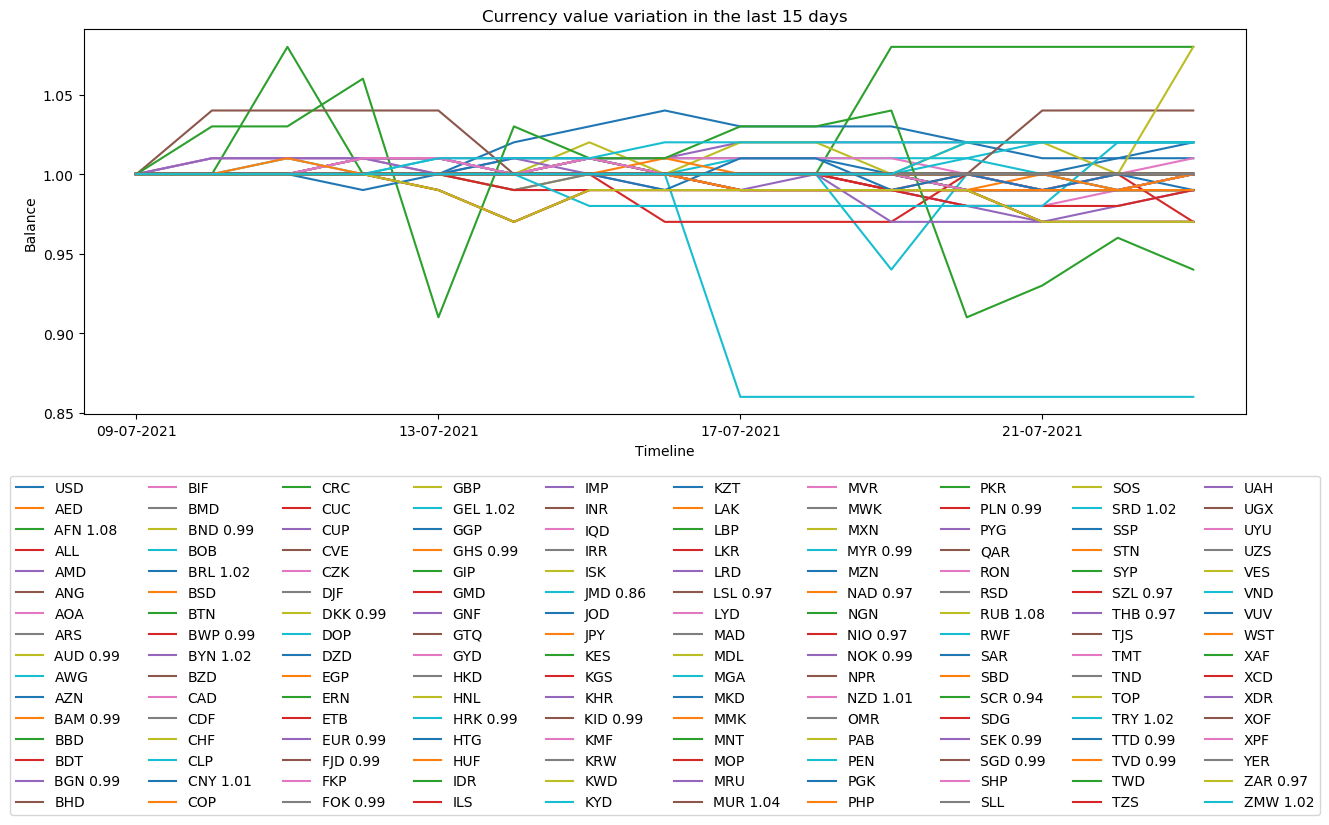 Currency value variation in the last 15 days
Balance
1.05
1.00
0.95
0.90
0.85
09-07-2021 13-07-2021 17-07-2021 21-07-2021
Timeline
USD BIF CRC GBP IMP KZT MVR PKR SOS UAH
AED BMD CUC GEL 1.02 INR LAK MWK PLN 0.99 SRD 1.02 UGX
AFN 1.08 BND 0.99 CUP GGP IQD LBP MXN PYG SSP UYU
ALL BOB CVE GHS 0.99 IRR LKR MYR 0.99 QAR STN UZS
AMD BRL 1.02 CZK GIP ISK LRD MZN RON SYP VES
ANG BSD DJF GMD JMD 0.86 LSL 0.97 NAD 0.97 RSD SZL 0.97 VND
AOA BTN DKK 0.99 GNF JOD LYD NGN RUB 1.08 THB 0.97 VUV
ARS BWP 0.99 DOP GTQ JPY MAD NIO 0.97 RWF TJS WST
AUD 0.99 BYN 1.02 DZD GYD KES MDL NOK 0.99 SAR TMT XAF
AWG BZD EGP HKD KGS MGA NPR SBD TND XCD
AZN CAD ERN HNL KHR MKD NZD 1.01 SCR 0.94 TOP XDR
BAM 0.99 CDF ETB HRK 0.99 KID 0.99 MMK OMR SDG TRY 1.02 XOF
BBD CHF EUR 0.99 HTG KMF MNT PAB SEK 0.99 TTD 0.99 XPF
BDT CLP FJD 0.99 HUF KRW MOP PEN SGD 0.99 TVD 0.99 YER
BGN 0.99 CNY 1.01 FKP IDR KWD MRU PGK SHP TWD ZAR 0.97
BHD COP FOK 0.99 ILS KYD MUR 1.04 PHP SLL TZS ZMW 1.02